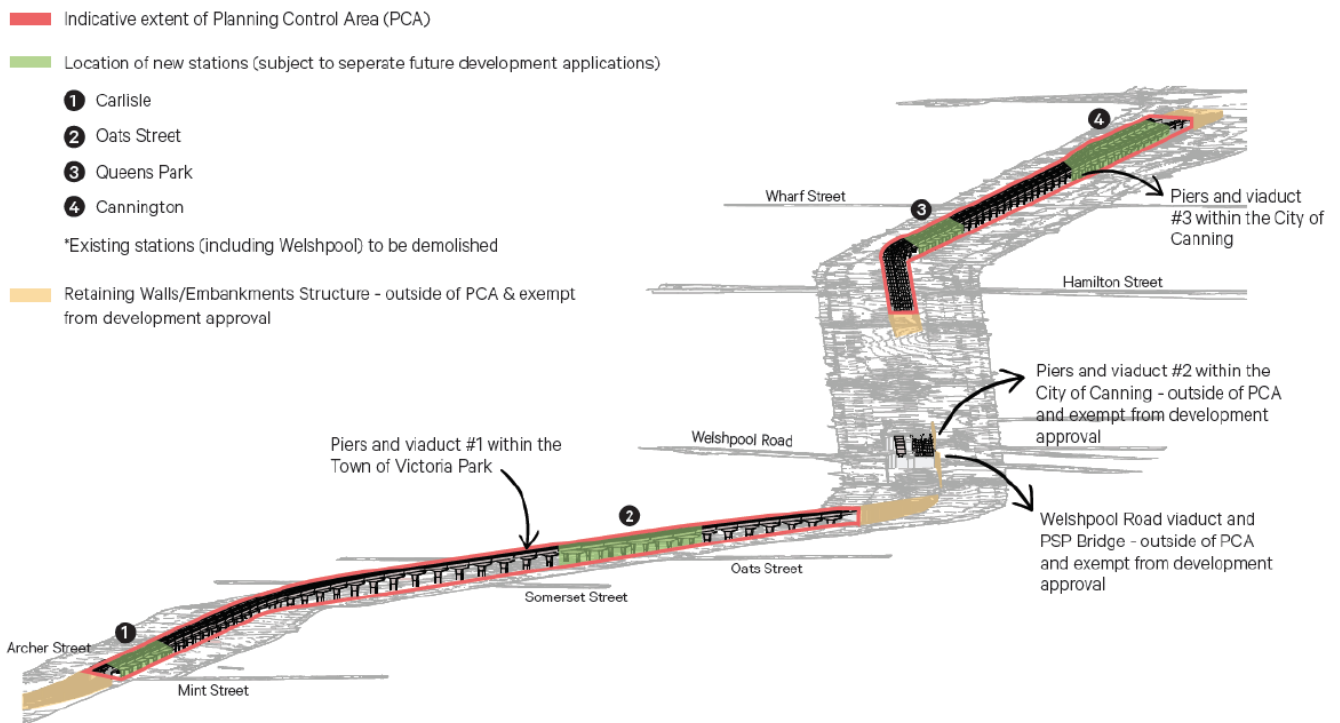 Indicative extent of Planning Control Area (PCA)
Location of new stations (subject to seperate future development applications)
1 Carlisle
2 Oats Street
3 Queens Park
4 Cannington
*Existing stations (including Welshpool) to be demolished
Retaining Walls/Embankments Structure - outside of PCA & exempt
from development approval
4
Wharf Street
3
Piers and viaduct
#3 within the City of
Canning
Hamilton Street
Piers and viaduct #2 within the
City of Canning - outside of PCA
and exempt from development
approval
Welshpool Road
Piers and viaduct #1 within the
Town of Victoria Park
2
Welshpool Road viaduct and
PSP Bridge - outside of PCA
and exempt from development
approval
Oats Street
Somerset Street
1
Archer Street
Mint Street